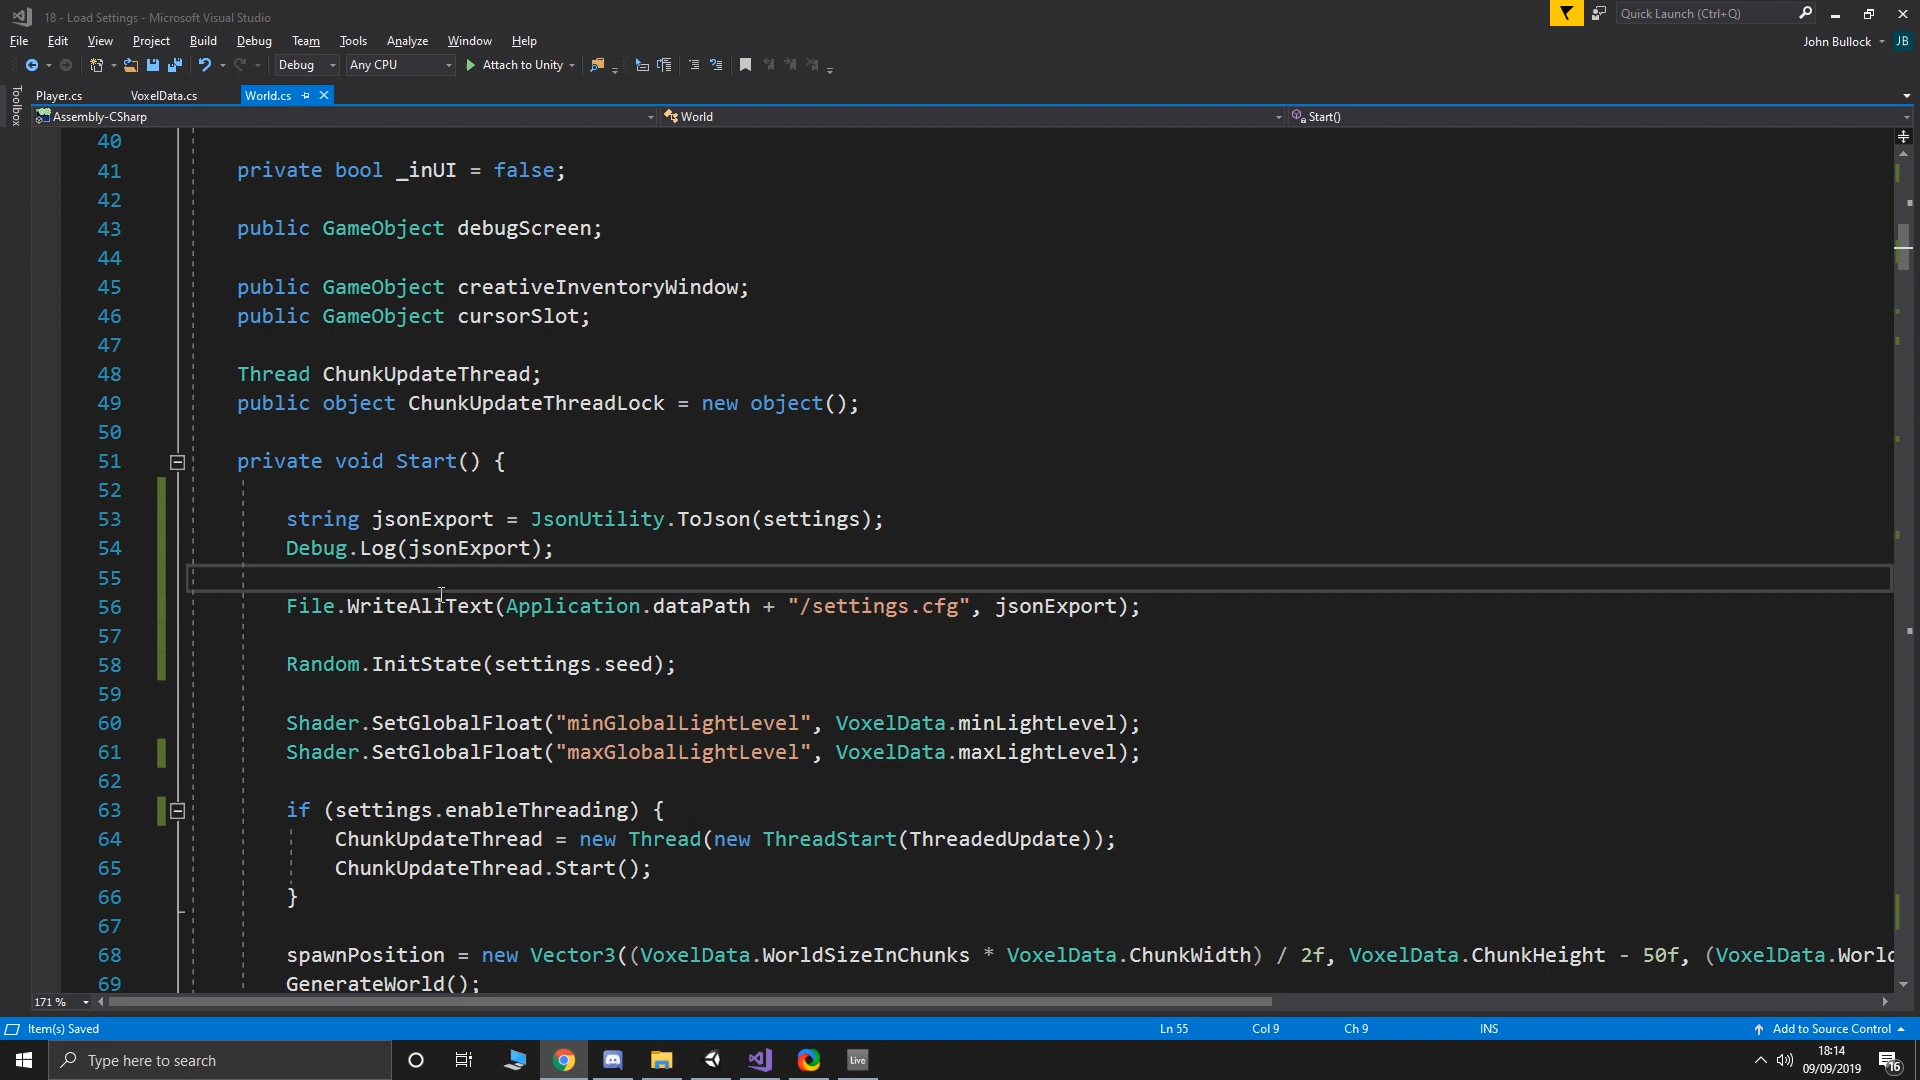 18 - Load Settings - Microsoft Visual Studio
Quick Launch (Ctrl+Q)
File Edit View Project Build Debug Team Tools Analyze Window Help
John Bullock JB
Debug Any CPU Attach to Unity
Toolbox
Player.cs VoxelData.cs World.cs
Assembly-CSharp World Start()
40
41 private bool _inUI = false;
42
43 public GameObject debugScreen;
44
45 public GameObject creativeInventoryWindow;
46 public GameObject cursorSlot;
47
48 Thread ChunkUpdateThread;
49 public object ChunkUpdateThreadLock = new object();
50
51 private void Start() {
52
53 string jsonExport = JsonUtility.ToJson(settings);
54 Debug.Log(jsonExport);
55
56 File.WriteAllText(Application.dataPath + "/settings.cfg", jsonExport);
57
58 Random.InitState(settings.seed);
59
60 Shader.SetGlobalFloat("minGlobalLightLevel", VoxelData.minLightLevel);
61 Shader.SetGlobalFloat("maxGlobalLightLevel", VoxelData.maxLightLevel);
62
63 if (settings.enableThreading) {
64 ChunkUpdateThread = new Thread(new ThreadStart(ThreadedUpdate));
65 ChunkUpdateThread.Start();
66 }
67
68 spawnPosition = new Vector3((VoxelData.WorldSizeInChunks * VoxelData.ChunkWidth) / 2f, VoxelData.ChunkHeight - 50f, (VoxelData.World
69 GenerateWorld();
171 %
Item(s) Saved Ln 55 Col 9 Ch 9 INS Add to Source Control
Type here to search
Live
18:14
09/09/2019
16